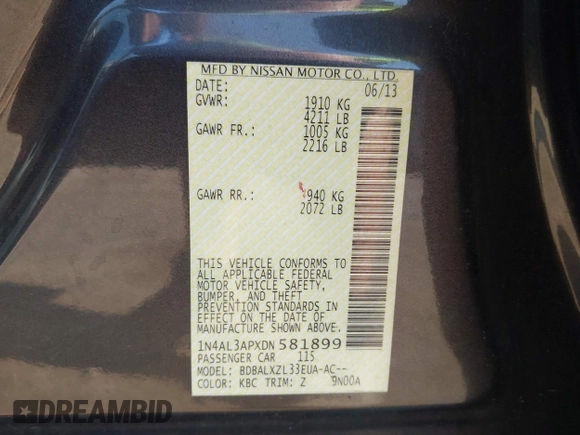 MFD BY NISSAN MOTOR CO., LTD.
DATE: 06/13
GVWR: 1910 KG
4211 LB
GAWR FR.: 1005 KG
2216 LB
GAWR RR.: 940 KG
2072 LB
THIS VEHICLE CONFORMS TO
ALL APPLICABLE FEDERAL
MOTOR VEHICLE SAFETY,
BUMPER, AND THEFT
PREVENTION STANDARDS IN
EFFECT ON THE DATE OF
MANUFACTURE SHOWN ABOVE.
1N4AL3APXDN 581899
PASSENGER CAR 115
MODEL: BDBALXZL33EUA-AC--
COLOR: KBC TRIM: Z 9N00A
DREAMBID